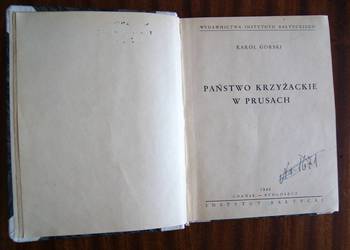 WYDAWNICTWA INSTYTUTU BAŁTYCKIEGO
KAROL GÓRSKI
PAŃSTWO KRZYŻACKIE
W PRUSACH
1946
GDAŃSK — BYDGOSZCZ
INSTYTUT BAŁTYCKI